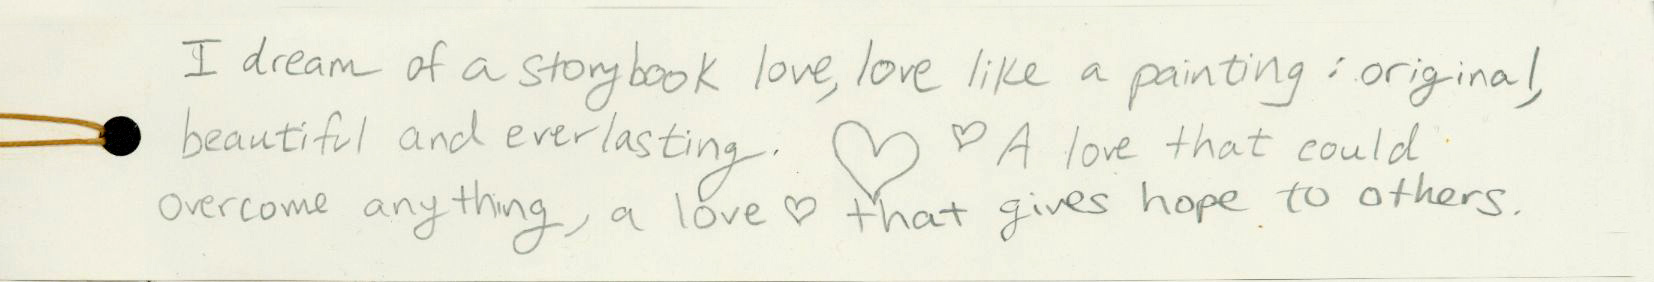 I dream of a storybook love, love like a painting: original,
beautiful and everlasting. ♡ ♡ A love that could
overcome anything, a love ♡ that gives hope to others.